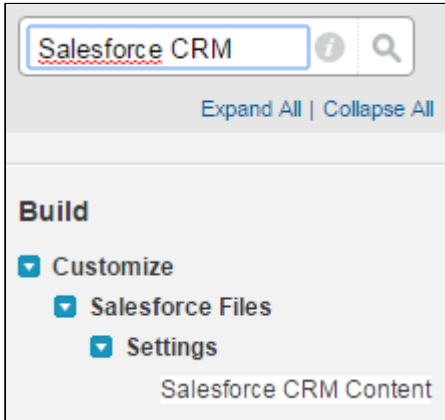 Salesforce CRM
Expand All | Collapse All
Build
Customize
Salesforce Files
Settings
Salesforce CRM Content